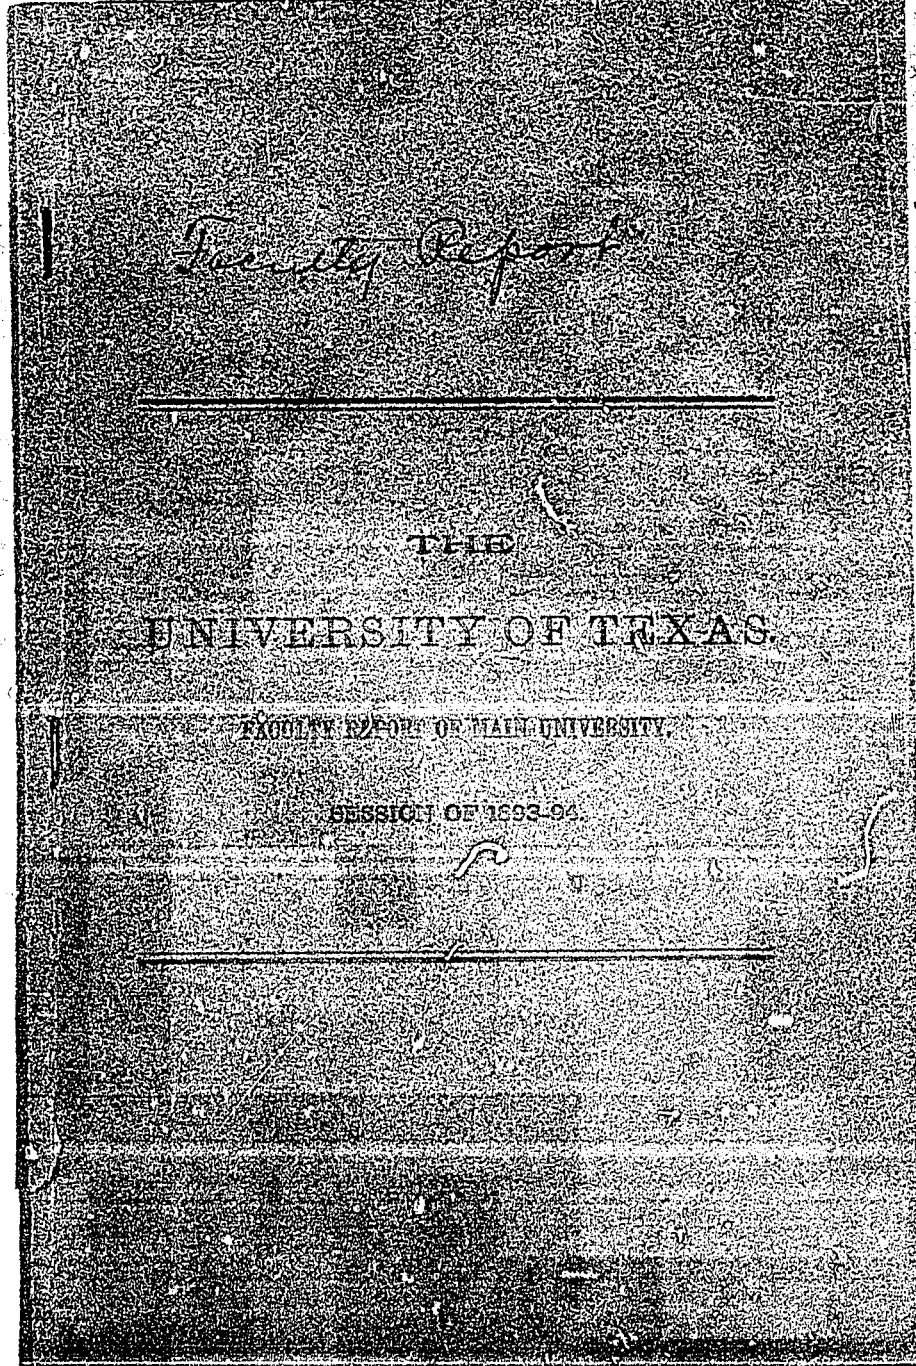 Faculty Report
THE
UNIVERSITY OF TEXAS.
FACULTY REPORT OF MAIN UNIVERSITY.
SESSION OF 1893-94.